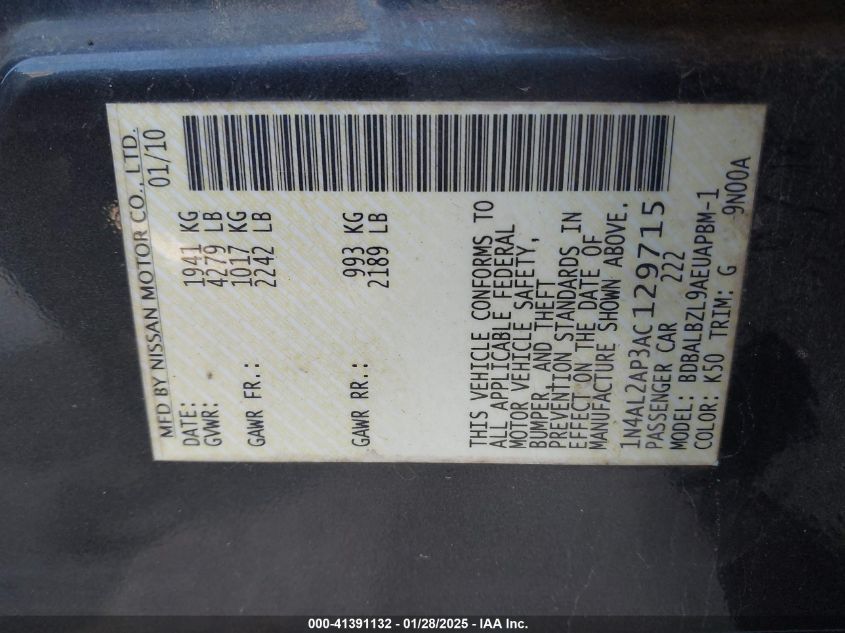 MFD BY NISSAN MOTOR CO., LTD.
DATE: 01/10
GVWR: 1941 KG
4279 LB
GAWR FR.: 1017 KG
2242 LB
GAWR RR.: 993 KG
2189 LB
THIS VEHICLE CONFORMS TO
ALL APPLICABLE FEDERAL
MOTOR VEHICLE SAFETY,
BUMPER, AND THEFT
PREVENTION STANDARDS IN
EFFECT ON THE DATE OF
MANUFACTURE SHOWN ABOVE.
1N4AL2AP3AC129715
PASSENGER CAR 222
MODEL: BDBALBZL9AEUAPBM-1
COLOR: K50 TRIM: G 9N00A
000-41391132 - 01/28/2025 - IAA Inc.